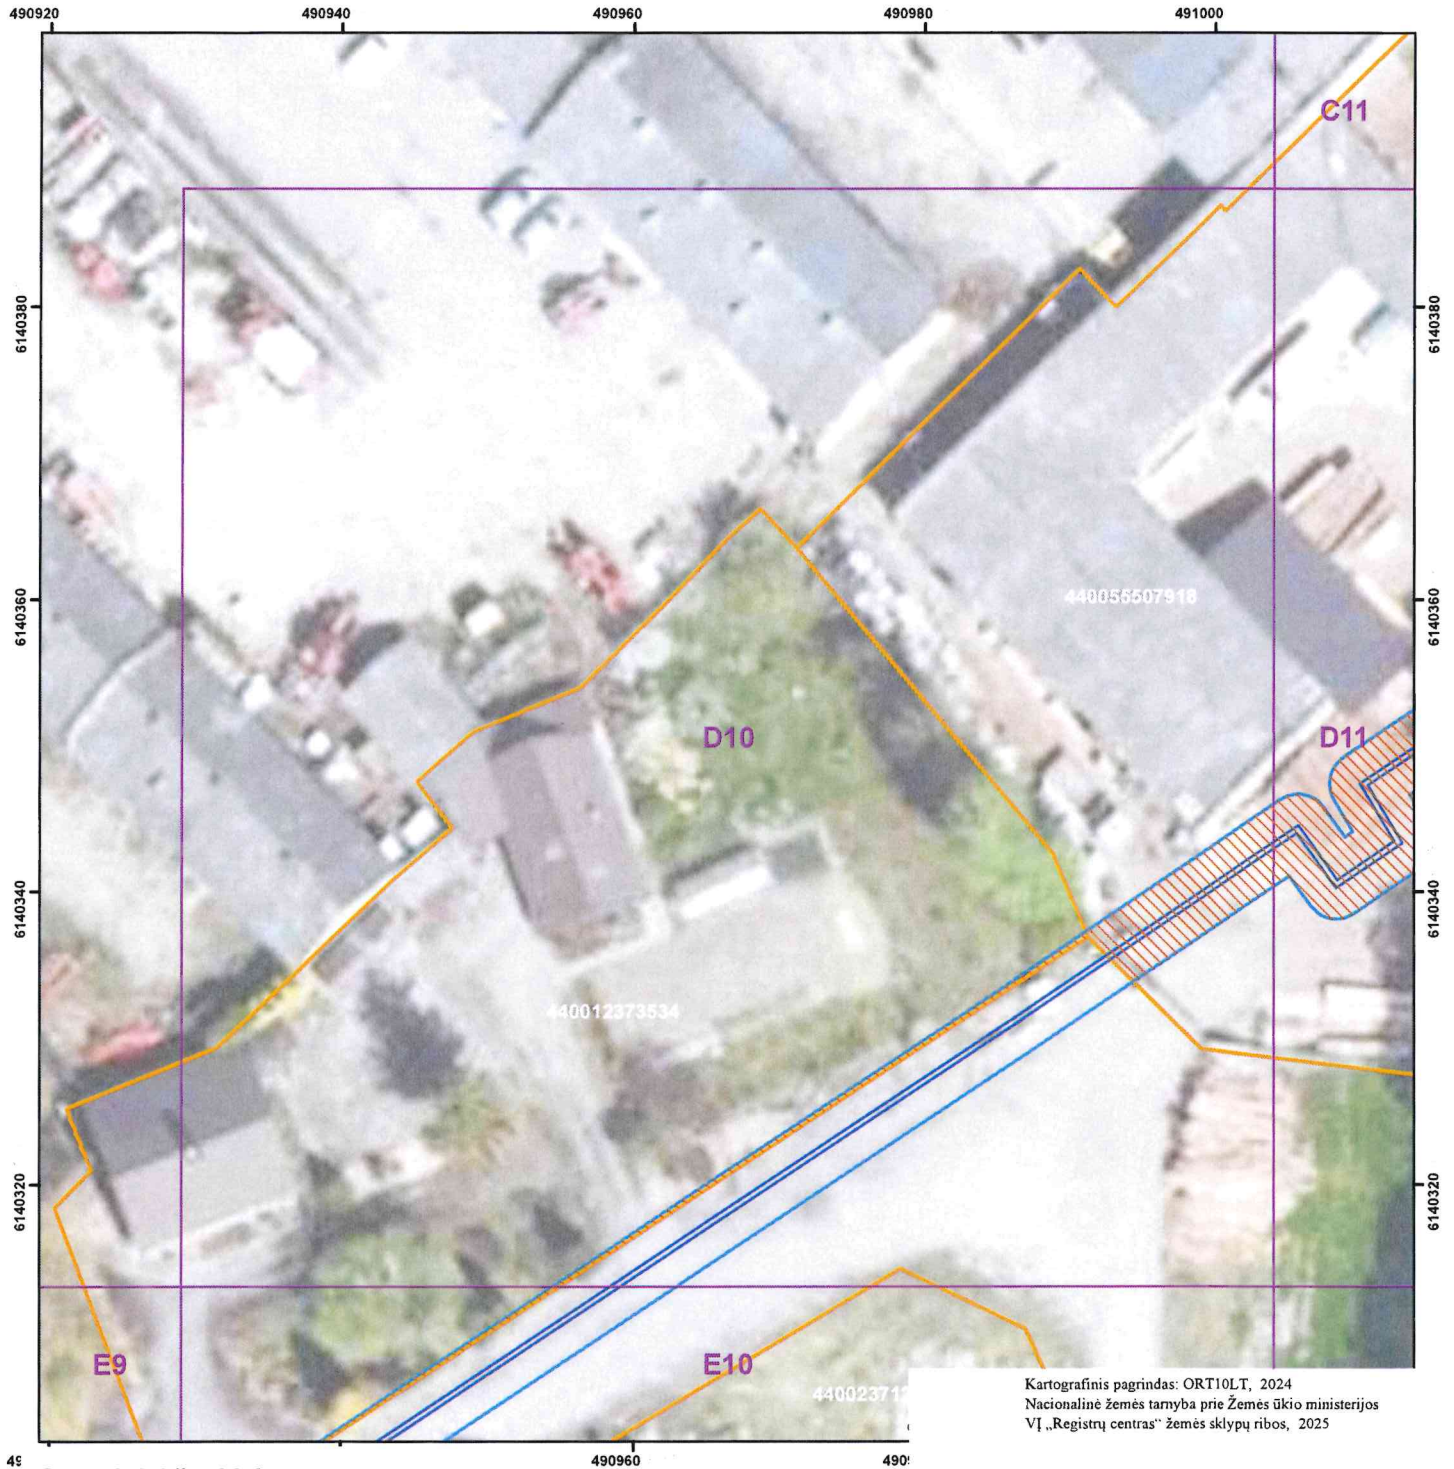 490920 490940 490960 490980 491000
C11
6140380 6140380
6140360 440055507918 6140360
D10 D11
6140340 6140340
440012373534
6140320 6140320
E9 E10
Kartografinis pagrindas: ORT10LT, 2024
Nacionalinė žemės tarnyba prie Žemės ūkio ministerijos
VĮ „Registrų centras“ žemės sklypų ribos, 2025
490960